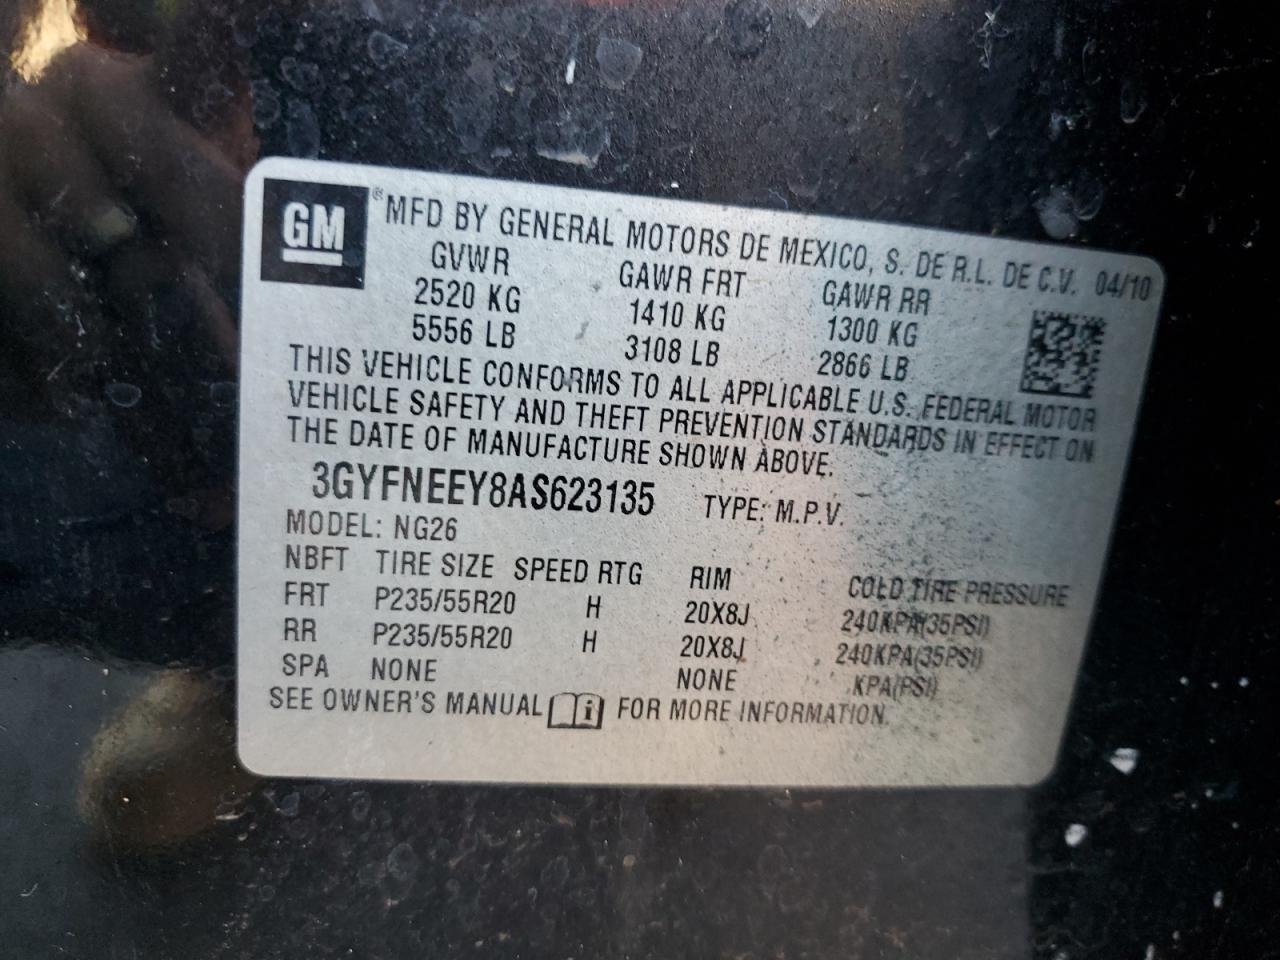 GM ® MFD BY GENERAL MOTORS DE MEXICO, S. DE R.L. DE C.V. 04/10
GVWR GAWR FRT GAWR RR
2520 KG 1410 KG 1300 KG
5556 LB 3108 LB 2866 LB
THIS VEHICLE CONFORMS TO ALL APPLICABLE U.S. FEDERAL MOTOR
VEHICLE SAFETY AND THEFT PREVENTION STANDARDS IN EFFECT ON
THE DATE OF MANUFACTURE SHOWN ABOVE.
3GYFNEEY8AS623135 TYPE: M.P.V.
MODEL: NG26
NBFT TIRE SIZE SPEED RTG RIM COLD TIRE PRESSURE
FRT P235/55R20 H 20X8J 240KPA(35PSI)
RR P235/55R20 H 20X8J 240KPA(35PSI)
SPA NONE NONE KPA(PSI)
SEE OWNER'S MANUAL i FOR MORE INFORMATION.